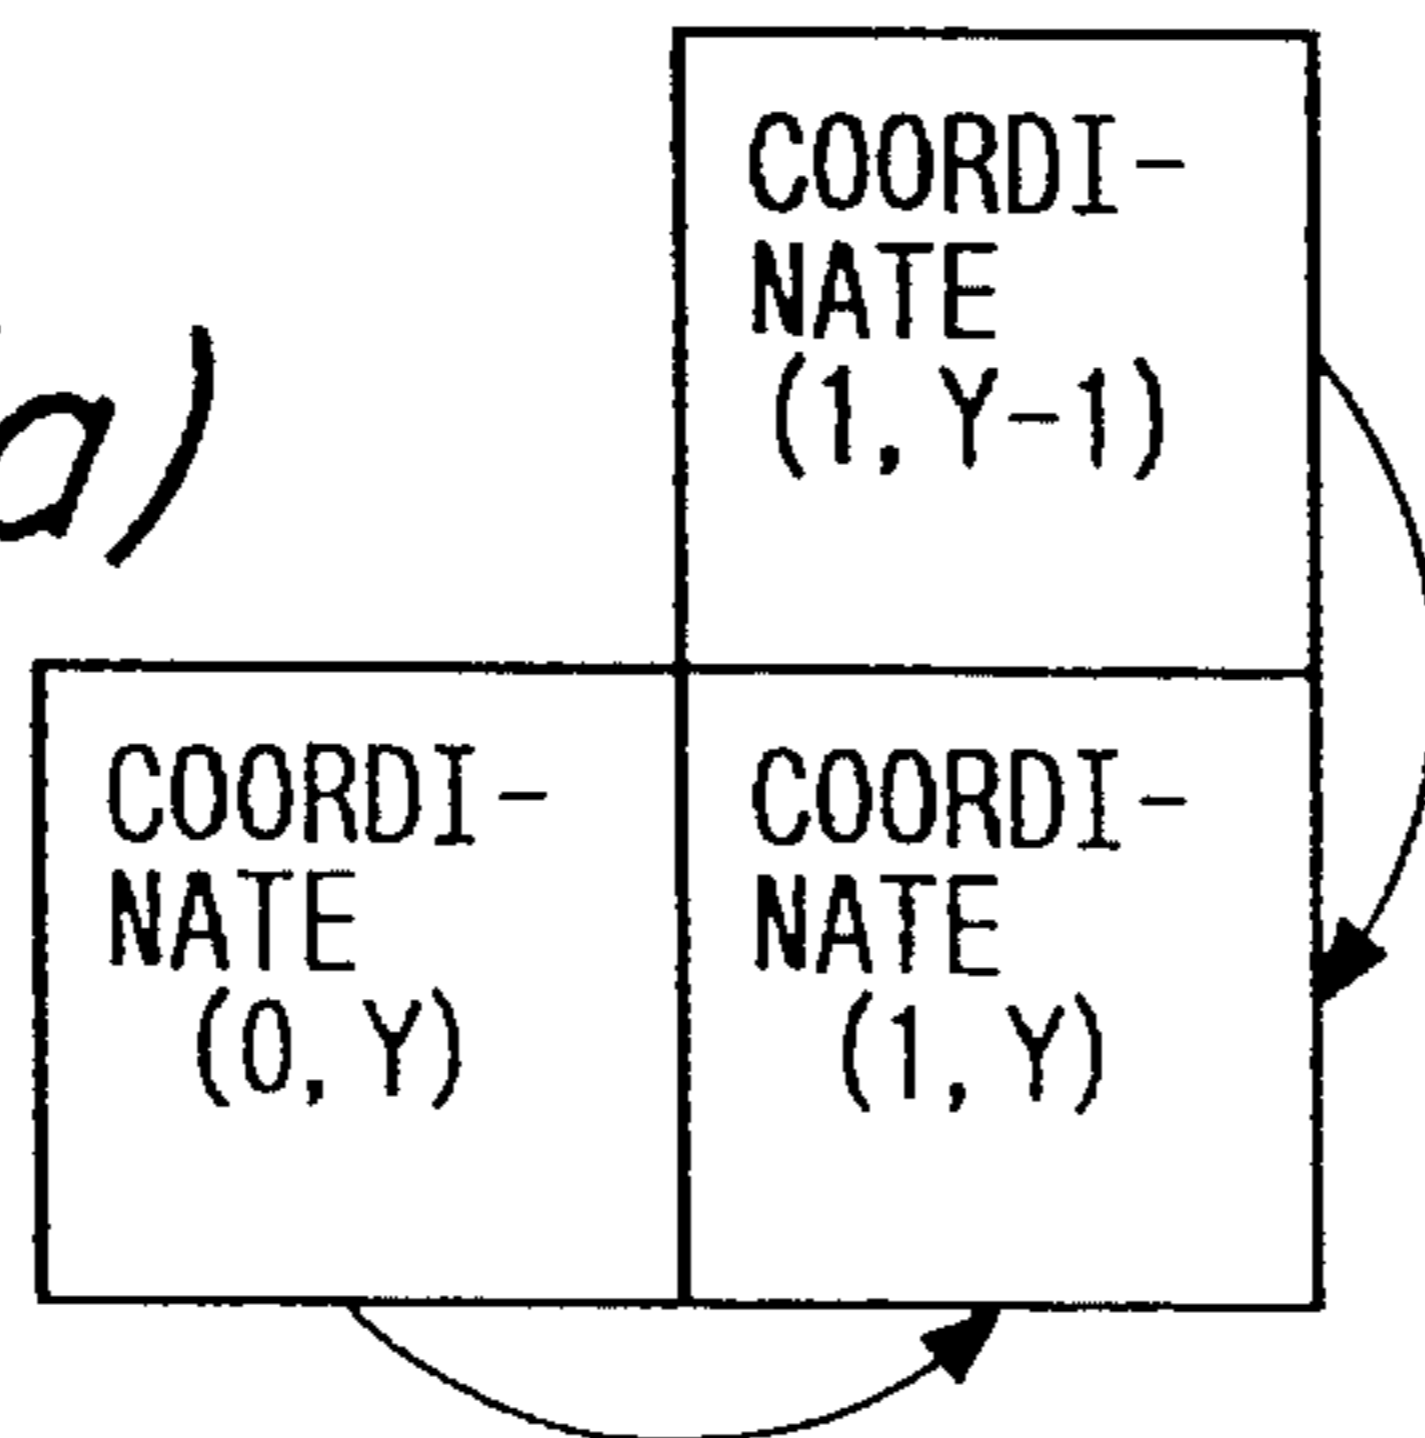 COORDI-
NATE
(1, Y-1)
a)
COORDI-
NATE
(0, Y)
COORDI-
NATE
(1, Y)